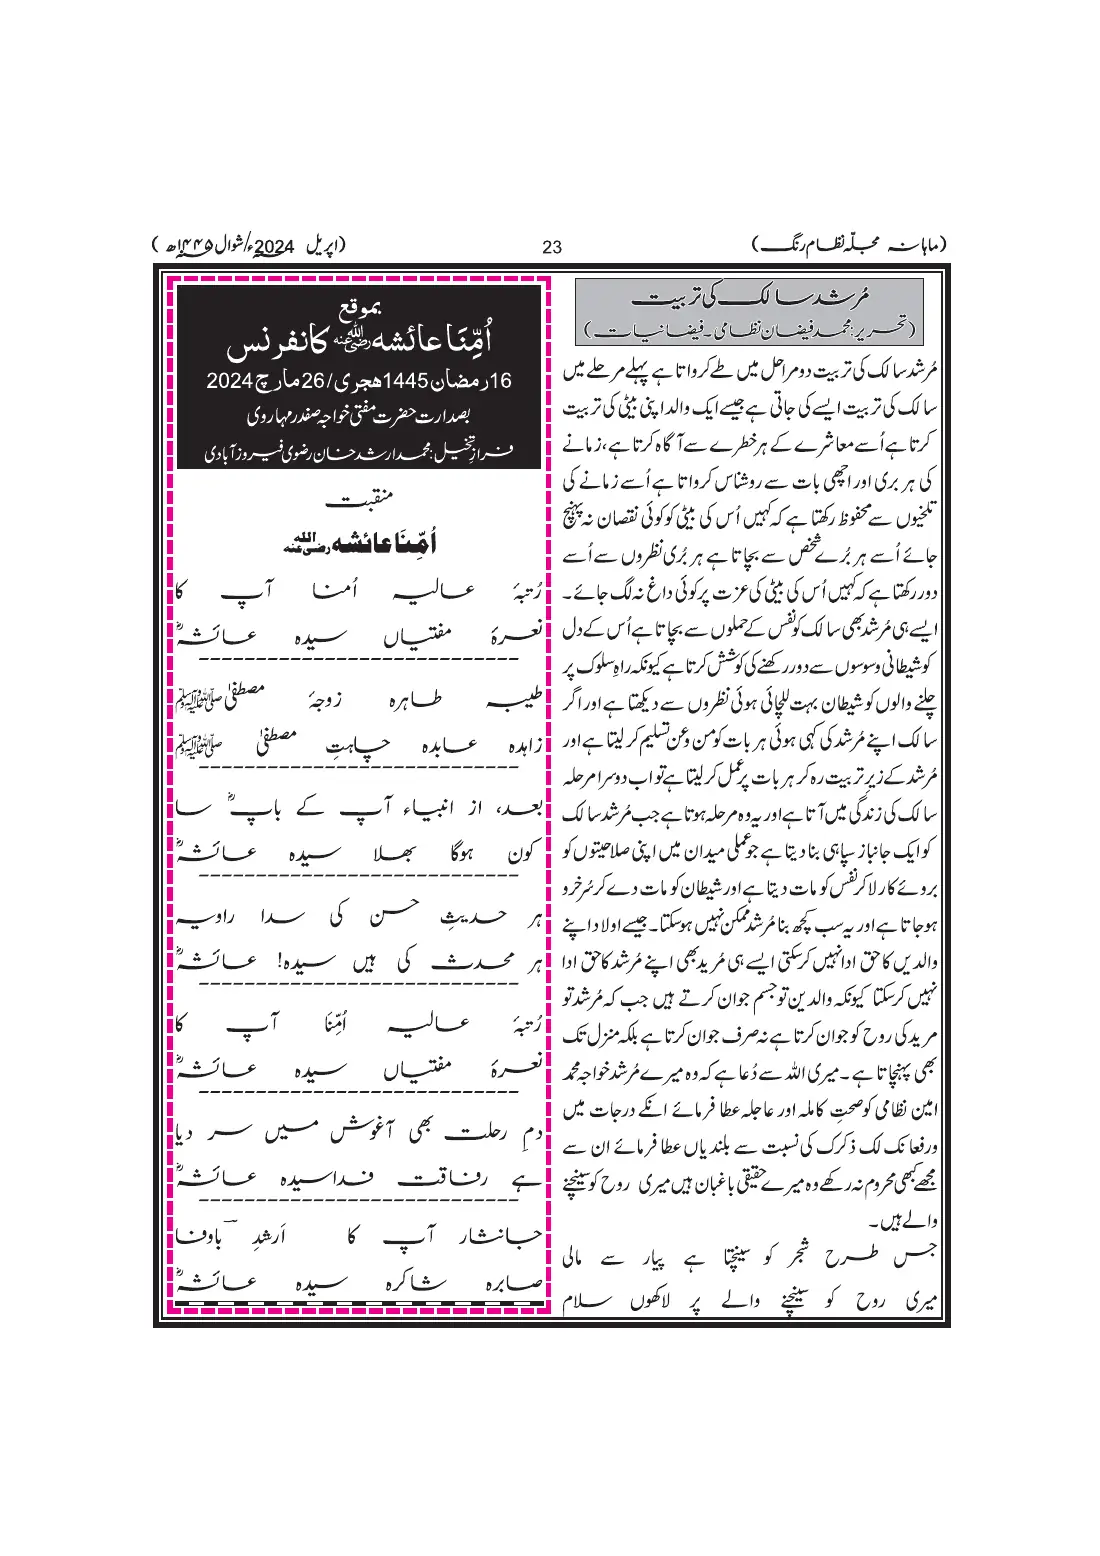 (ماہانہ مجلّہ نظام رنگ)
23
(اپریل 2024ء/شوال ۱۴۴۵ھ)
مُرشد سالک کی تربیت
(تحریر: محمد فیضان نظامی۔ فیضانیات)
مُرشد سالک کی تربیت دو مراحل میں طے کرواتا ہے پہلے مرحلے میں
سالک کی تربیت ایسے کی جاتی ہے جیسے ایک والد اپنی بیٹی کی تربیت
کرتا ہے اُسے معاشرے کے ہر خطرے سے آگاہ کرتا ہے، زمانے
کی ہر بری اور اچھی بات سے روشناس کرواتا ہے اُسے زمانے کی
تلخیوں سے محفوظ رکھتا ہے کہ کہیں اُس کی بیٹی کو کوئی نقصان نہ پہنچ
جائے اُسے ہر بُرے شخص سے بچاتا ہے ہر بُری نظروں سے اُسے
دور رکھتا ہے کہ کہیں اُس کی بیٹی کی عزت پر کوئی داغ نہ لگ جائے۔
ایسے ہی مُرشد بھی سالک کو نفس کے حملوں سے بچاتا ہے اُس کے دل
کو شیطانی وسوسوں سے دور رکھنے کی کوشش کرتا ہے کیونکہ راہِ سلوک پر
چلنے والوں کو شیطان بہت للچائی ہوئی نظروں سے دیکھتا ہے اور اگر
سالک اپنے مُرشد کی کہی ہوئی ہر بات کو من و عن تسلیم کر لیتا ہے اور
مُرشد کے زیرِ تربیت رہ کر ہر بات پر عمل کر لیتا ہے تو اب دوسرا مرحلہ
سالک کی زندگی میں آتا ہے اور یہ وہ مرحلہ ہوتا ہے جب مُرشد سالک
کو ایک جانباز سپاہی بنا دیتا ہے جو عملی میدان میں اپنی صلاحیتوں کو
بروئے کار لا کر نفس کو مات دیتا ہے اور شیطان کو مات دے کر سُرخرو
ہو جاتا ہے اور یہ سب کچھ بنا مُرشد ممکن نہیں ہو سکتا۔ جیسے اولاد اپنے
والدیں کا حق ادا نہیں کر سکتی ایسے ہی مُرید بھی اپنے مُرشد کا حق ادا
نہیں کر سکتا کیونکہ والدین تو جسم جوان کرتے ہیں جب کہ مُرشد تو
مرید کی روح کو جوان کرتا ہے نہ صرف جوان کرتا ہے بلکہ منزل تک
بھی پہنچاتا ہے۔ میری اللہ سے دُعا ہے کہ وہ میرے مُرشد خواجہ محمد
امین نظامی کو صحتِ کاملہ اور عاجلہ عطا فرمائے انکے درجات میں
ورفعنا لک ذکرک کی نسبت سے بلندیاں عطا فرمائے ان سے
مجھے کبھی محروم نہ رکھے وہ میرے حقیقی باغبان ہیں میری روح کو سینچنے
والے ہیں۔
جس طرح شجر کو سینچتا ہے پیار سے مالی
میری روح کو سینچنے والے پر لاکھوں سلام
بموقع
اُمِّنَا عائشہ رضی اللہ عنہ کانفرنس
16 رمضان 1445 ھجری / 26 مارچ 2024
بصدارت حضرت مفتی خواجہ صفدر مہاروی
فرازِ تخیل: محمد ارشد خان رضوی فیروز آبادی
منقبت
اُمِّنَا عائشہ رضی اللہ عنہ
رُتبۂ عالیہ اُمنا آپ کا
نعرۂ مفتیاں سیدہ عائشہؓ
طیبہ طاہرہ زوجۂ مصطفیٰ ﷺ
زاہدہ عابدہ چاہتِ مصطفیٰ ﷺ
بعد، از انبیاء آپ کے باپؓ سا
کون ہوگا بھلا سیدہ عائشہؓ
ہر حدیثِ حسن کی سدا راویہ
ہر محدث کی ہیں سیدہ! عائشہؓ
رُتبۂ عالیہ اُمِّنَا آپ کا
نعرۂ مفتیاں سیدہ عائشہؓ
دمِ رحلت بھی آغوش میں سر دیا
ہے رفاقت فدا سیدہ عائشہؓ
جانثار آپ کا اَرشدِؔ باوفا
صابرہ شاکرہ سیدہ عائشہؓ